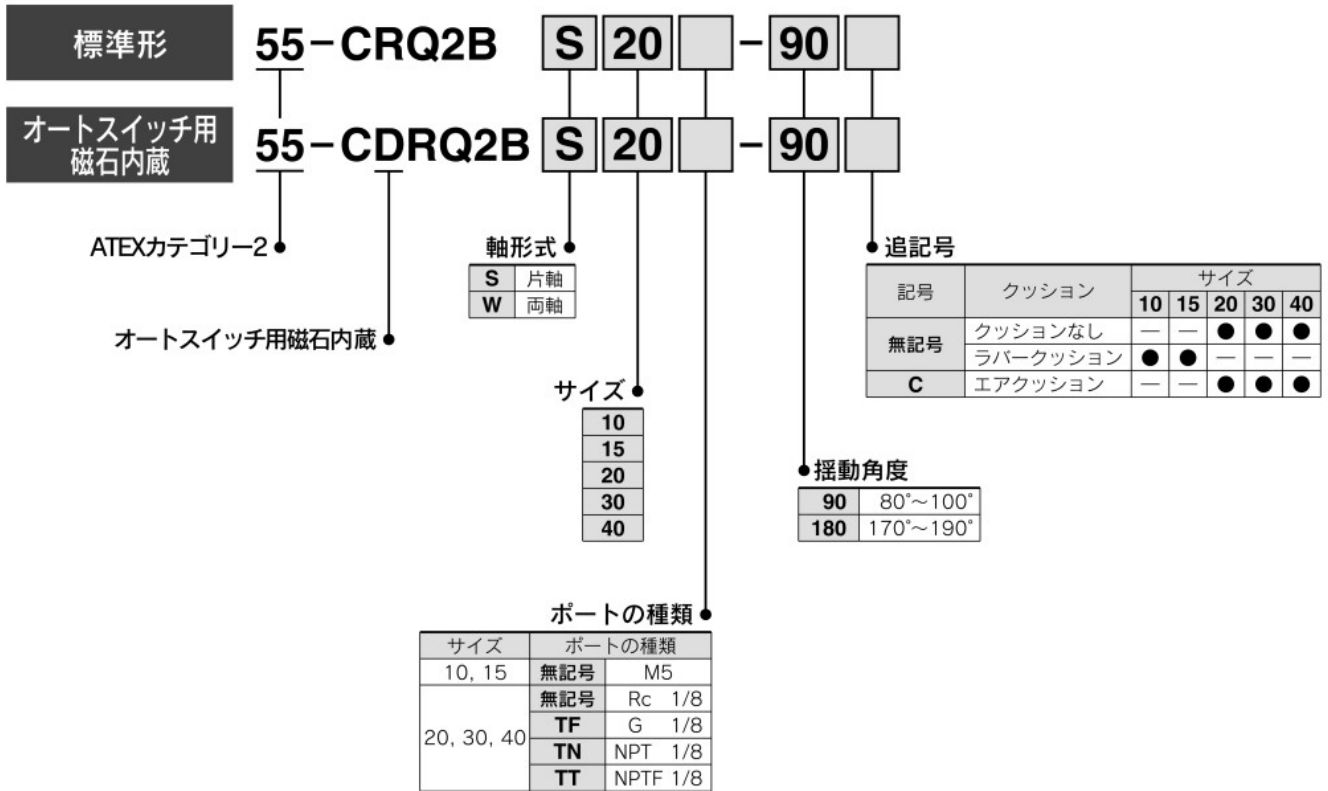 標準形 55-CRQ2B S 20 - 90
オートスイッチ用
磁石内蔵 55-CDRQ2B S 20 - 90
ATEXカテゴリー2
オートスイッチ用磁石内蔵
軸形式
S 片軸
W 両軸
サイズ
10
15
20
30
40
ポートの種類
サイズ ポートの種類
10, 15 無記号 M5
20, 30, 40 無記号 Rc 1/8
TF G 1/8
TN NPT 1/8
TT NPTF 1/8
揺動角度
90 80°~100°
180 170°~190°
追記号
記号 クッション サイズ
10 15 20 30 40
無記号 クッションなし — — ● ● ●
ラバークッション ● ● — — —
C エアクッション — — ● ● ●